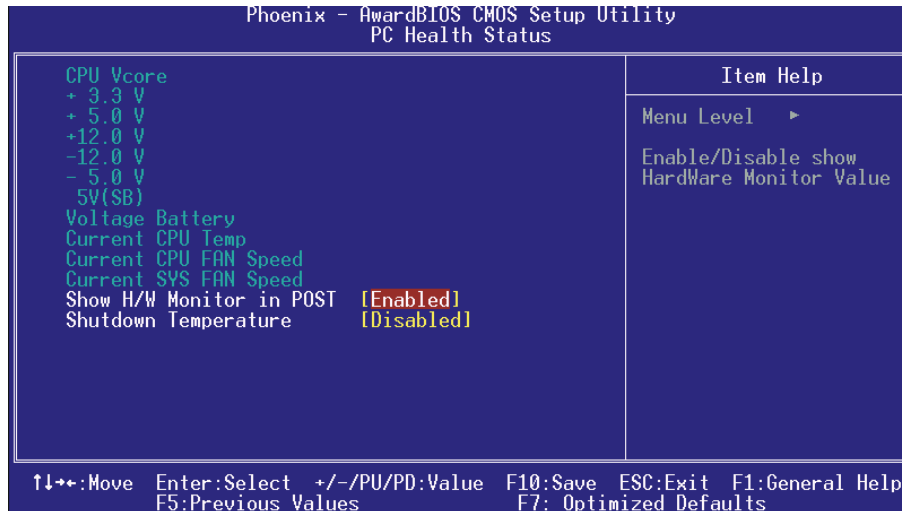 Phoenix - AwardBIOS CMOS Setup Utility
PC Health Status
CPU Vcore
+ 3.3 V
+ 5.0 V
+12.0 V
-12.0 V
- 5.0 V
5V(SB)
Voltage Battery
Current CPU Temp
Current CPU FAN Speed
Current SYS FAN Speed
Show H/W Monitor in POST [Enabled]
Shutdown Temperature [Disabled]
Item Help
Menu Level ►
Enable/Disable show
HardWare Monitor Value
↑↓→←:Move Enter:Select +/-/PU/PD:Value F10:Save ESC:Exit F1:General Help
F5:Previous Values F7: Optimized Defaults